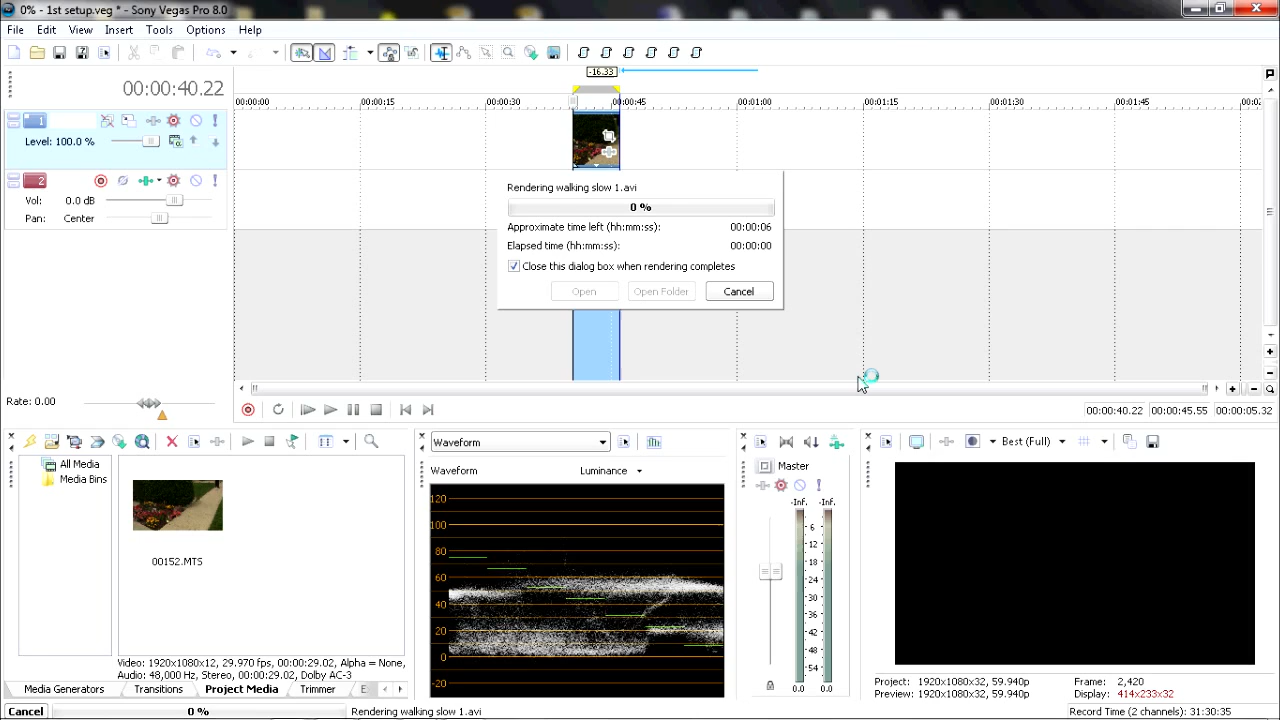 0% - 1st setup.veg * - Sony Vegas Pro 8.0
File Edit View Insert Tools Options Help
00:00:40.22
-16.33
00:00:00 00:00:15 00:00:30 00:00:45 00:01:00 00:01:15 00:01:30 00:01:45
1
Level: 100.0 %
2
Vol: 0.0 dB
Pan: Center
Rendering walking slow 1.avi
0 %
Approximate time left (hh:mm:ss): 00:00:06
Elapsed time (hh:mm:ss): 00:00:00
Close this dialog box when rendering completes
Open Open Folder Cancel
Rate: 0.00
00:00:40.22 00:00:45.55 00:00:05.32
All Media
Media Bins
00152.MTS
Video: 1920x1080x12, 29.970 fps, 00:00:29.02, Alpha = None,
Audio: 48,000 Hz, Stereo, 00:00:29.02, Dolby AC-3
Media Generators Transitions Project Media Trimmer E
Waveform
Waveform Luminance
120
100
80
60
40
20
0
-20
Master
-Inf. -Inf.
6
12
18
24
30
36
42
48
54
0.0 0.0
Best (Full)
Project: 1920x1080x32, 59.940p Frame: 2,420
Preview: 1920x1080x32, 59.940p Display: 414x233x32
Cancel 0 % Rendering walking slow 1.avi Record Time (2 channels): 31:30:35